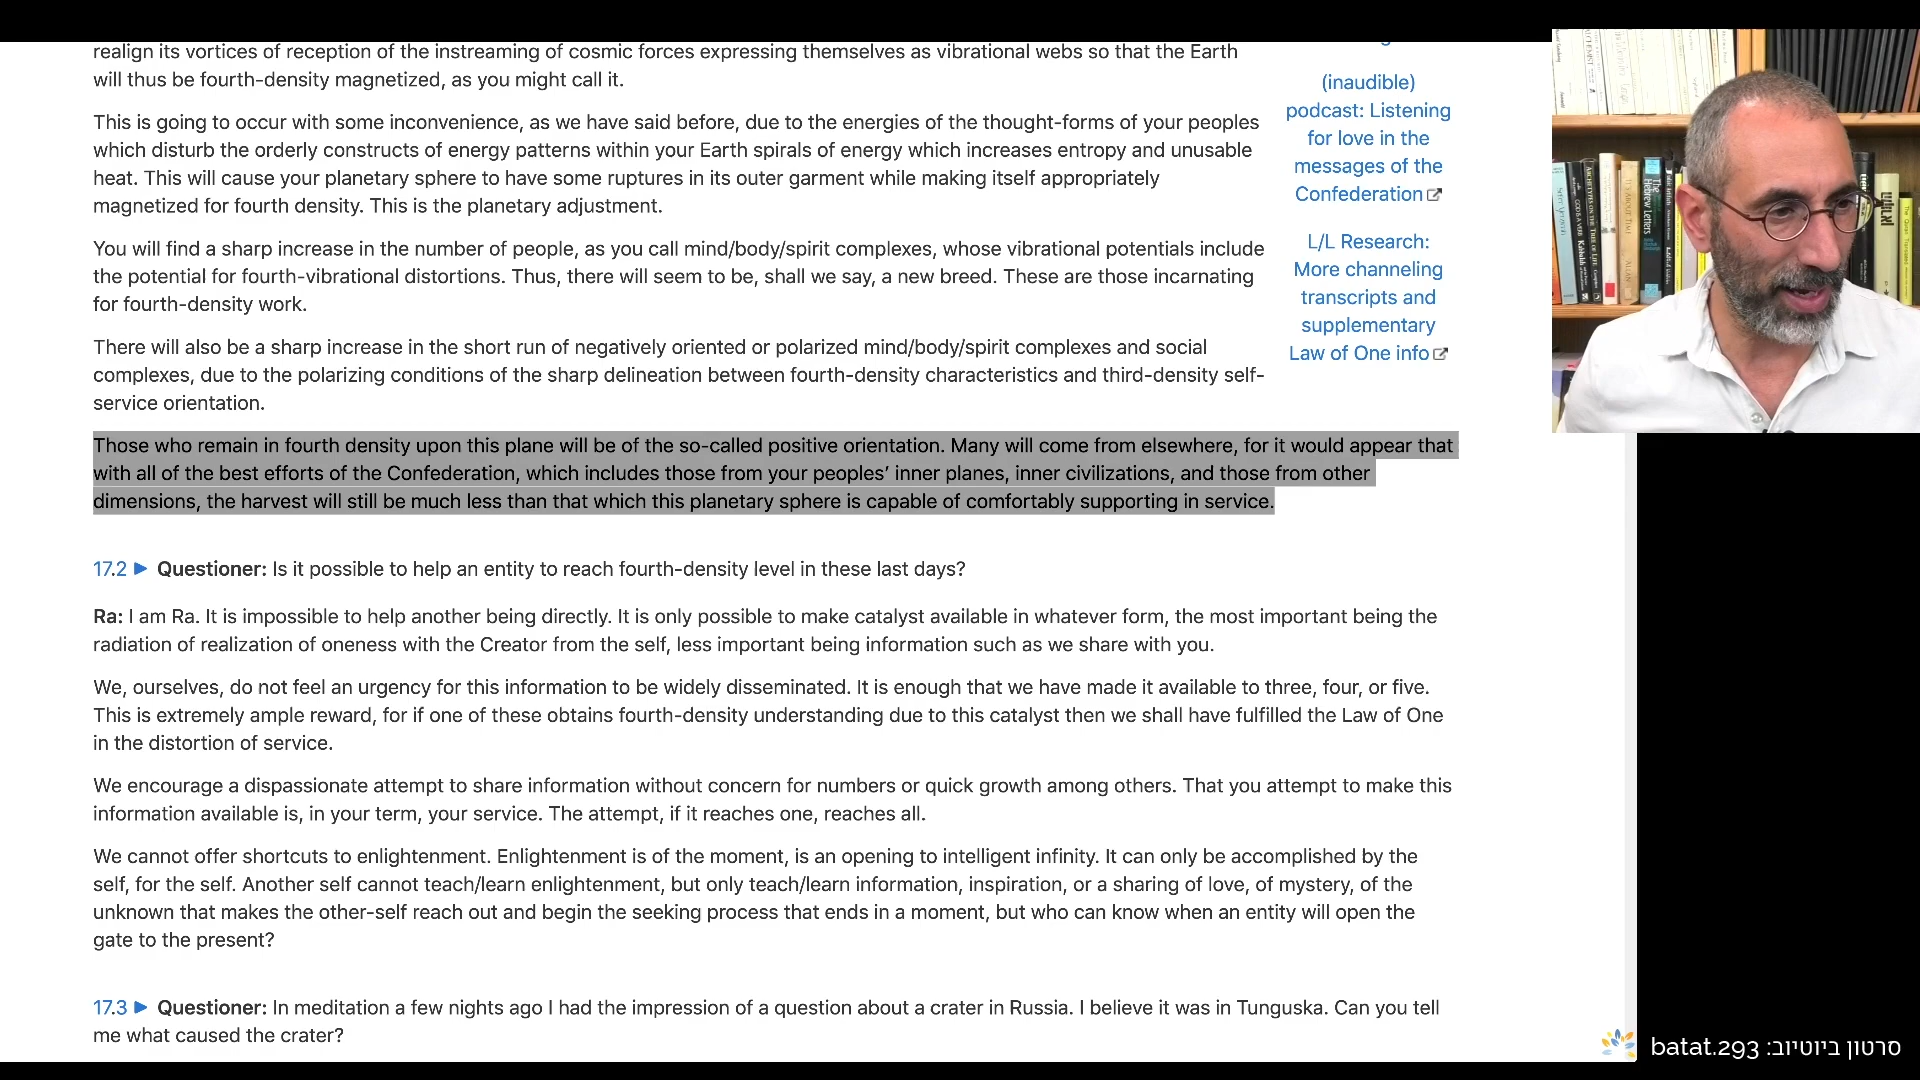 realign its vortices of reception of the instreaming of cosmic forces expressing themselves as vibrational webs so that the Earth
will thus be fourth-density magnetized, as you might call it.
This is going to occur with some inconvenience, as we have said before, due to the energies of the thought-forms of your peoples
which disturb the orderly constructs of energy patterns within your Earth spirals of energy which increases entropy and unusable
heat. This will cause your planetary sphere to have some ruptures in its outer garment while making itself appropriately
magnetized for fourth density. This is the planetary adjustment.
You will find a sharp increase in the number of people, as you call mind/body/spirit complexes, whose vibrational potentials include
the potential for fourth-vibrational distortions. Thus, there will seem to be, shall we say, a new breed. These are those incarnating
for fourth-density work.
There will also be a sharp increase in the short run of negatively oriented or polarized mind/body/spirit complexes and social
complexes, due to the polarizing conditions of the sharp delineation between fourth-density characteristics and third-density self-
service orientation.
Those who remain in fourth density upon this plane will be of the so-called positive orientation. Many will come from elsewhere, for it would appear that
with all of the best efforts of the Confederation, which includes those from your peoples’ inner planes, inner civilizations, and those from other
dimensions, the harvest will still be much less than that which this planetary sphere is capable of comfortably supporting in service.
17.2 ► Questioner: Is it possible to help an entity to reach fourth-density level in these last days?
Ra: I am Ra. It is impossible to help another being directly. It is only possible to make catalyst available in whatever form, the most important being the
radiation of realization of oneness with the Creator from the self, less important being information such as we share with you.
We, ourselves, do not feel an urgency for this information to be widely disseminated. It is enough that we have made it available to three, four, or five.
This is extremely ample reward, for if one of these obtains fourth-density understanding due to this catalyst then we shall have fulfilled the Law of One
in the distortion of service.
We encourage a dispassionate attempt to share information without concern for numbers or quick growth among others. That you attempt to make this
information available is, in your term, your service. The attempt, if it reaches one, reaches all.
We cannot offer shortcuts to enlightenment. Enlightenment is of the moment, is an opening to intelligent infinity. It can only be accomplished by the
self, for the self. Another self cannot teach/learn enlightenment, but only teach/learn information, inspiration, or a sharing of love, of mystery, of the
unknown that makes the other-self reach out and begin the seeking process that ends in a moment, but who can know when an entity will open the
gate to the present?
17.3 ► Questioner: In meditation a few nights ago I had the impression of a question about a crater in Russia. I believe it was in Tunguska. Can you tell
me what caused the crater?
(inaudible)
podcast: Listening
for love in the
messages of the
Confederation
L/L Research:
More channeling
transcripts and
supplementary
Law of One info
The Hebrew Letters
סרטון ביוטיוב: batat.293